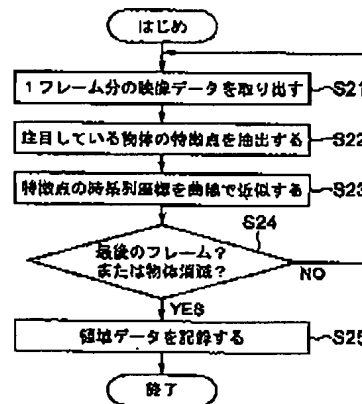 はじめ
1フレーム分の映像データを取り出す
S21
注目している物体の特徴点を抽出する
S22
特徴点の時系列座標を曲線で近似する
S23
S24
最後のフレーム?
または物体消滅?
NO
YES
領域データを記録する
S25
終了